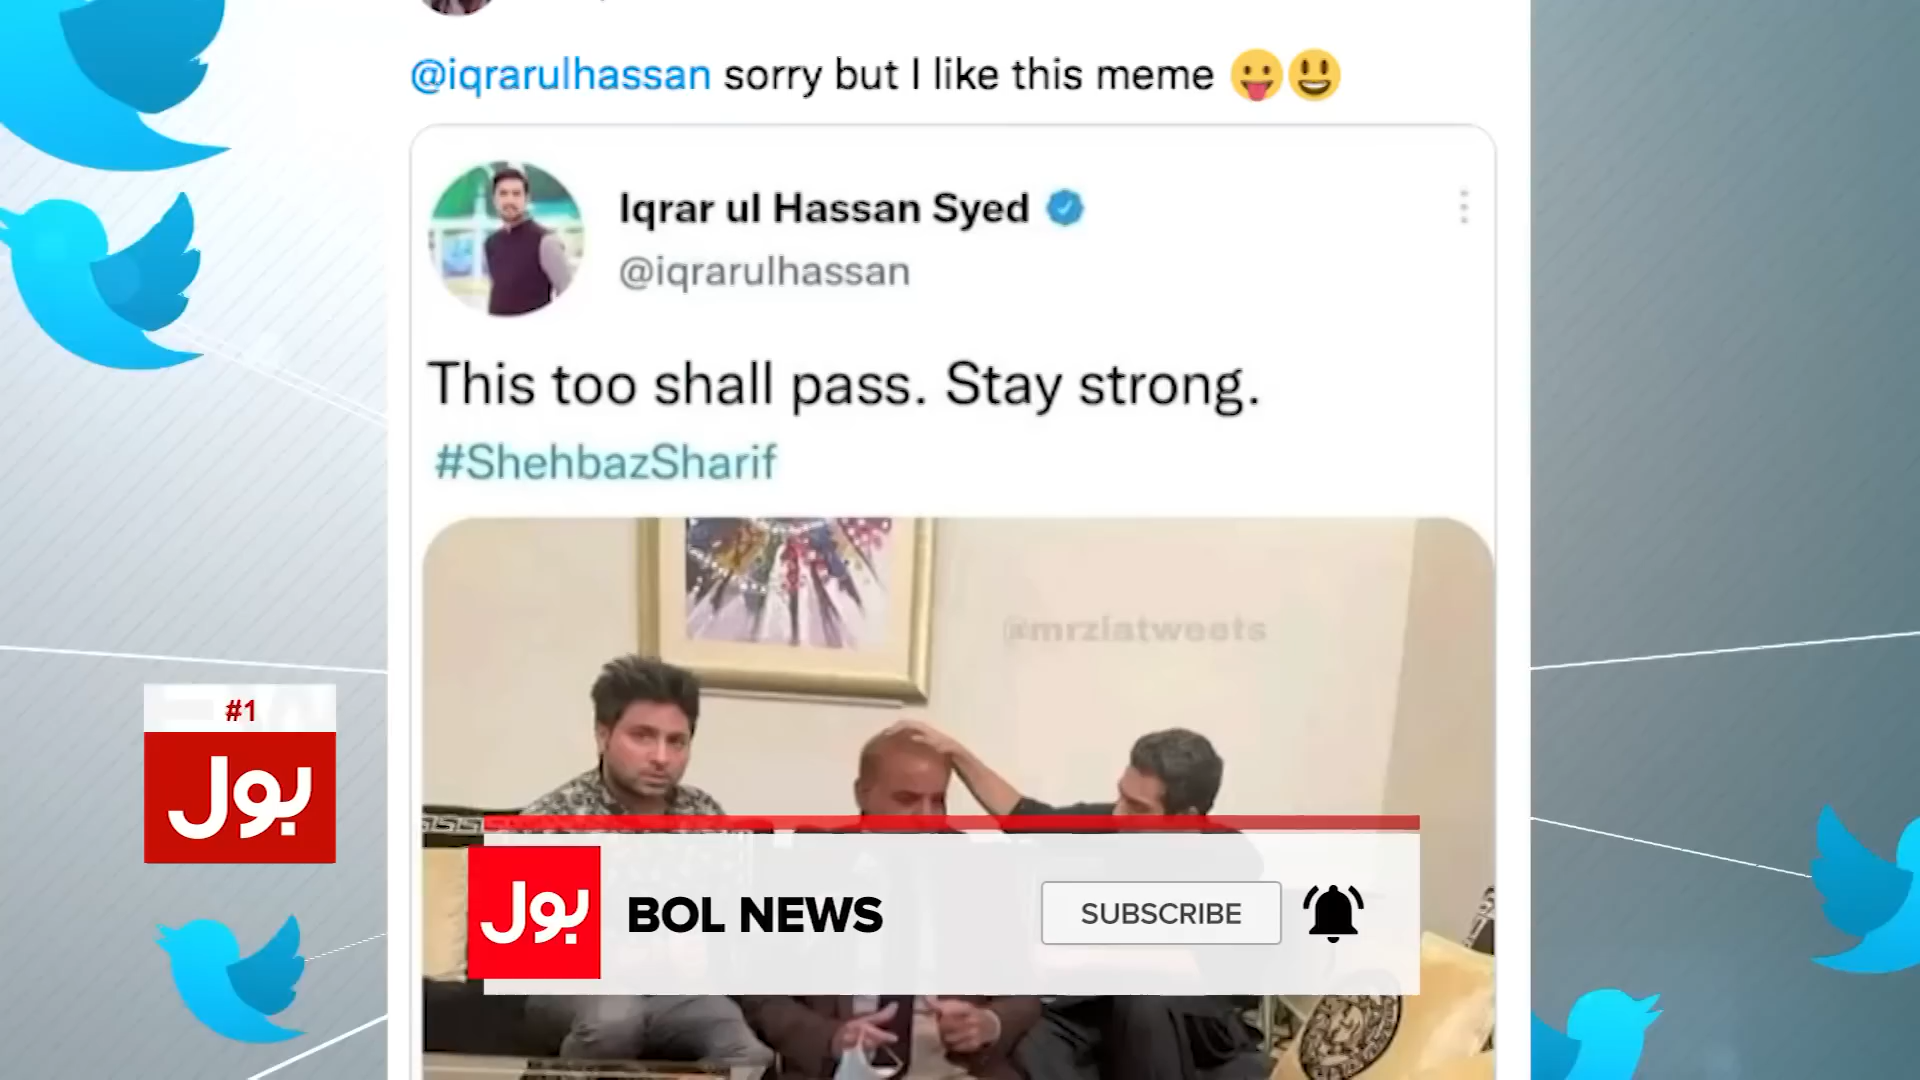 @iqrarulhassan sorry but I like this meme 😛😃
Iqrar ul Hassan Syed
@iqrarulhassan
This too shall pass. Stay strong.
#ShehbazSharif
@mrziatweets
#1
بول
بول
BOL NEWS
SUBSCRIBE